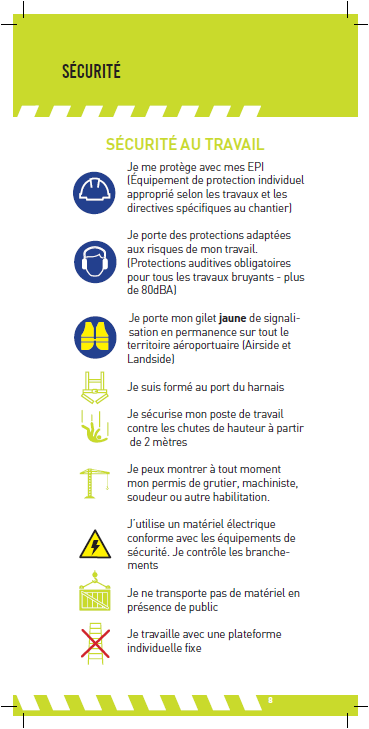 SÉCURITÉ
SÉCURITÉ AU TRAVAIL
Je me protège avec mes EPI
(Équipement de protection individuel
approprié selon les travaux et les
directives spécifiques au chantier)
Je porte des protections adaptées
aux risques de mon travail.
(Protections auditives obligatoires
pour tous les travaux bruyants - plus
de 80dBA)
Je porte mon gilet jaune de signali-
sation en permanence sur tout le
territoire aéroportuaire (Airside et
Landside)
Je suis formé au port du harnais
Je sécurise mon poste de travail
contre les chutes de hauteur à partir
de 2 mètres
Je peux montrer à tout moment
mon permis de grutier, machiniste,
soudeur ou autre habilitation.
J'utilise un matériel électrique
conforme avec les équipements de
sécurité. Je contrôle les branche-
ments
Je ne transporte pas de matériel en
présence de public
Je travaille avec une plateforme
individuelle fixe